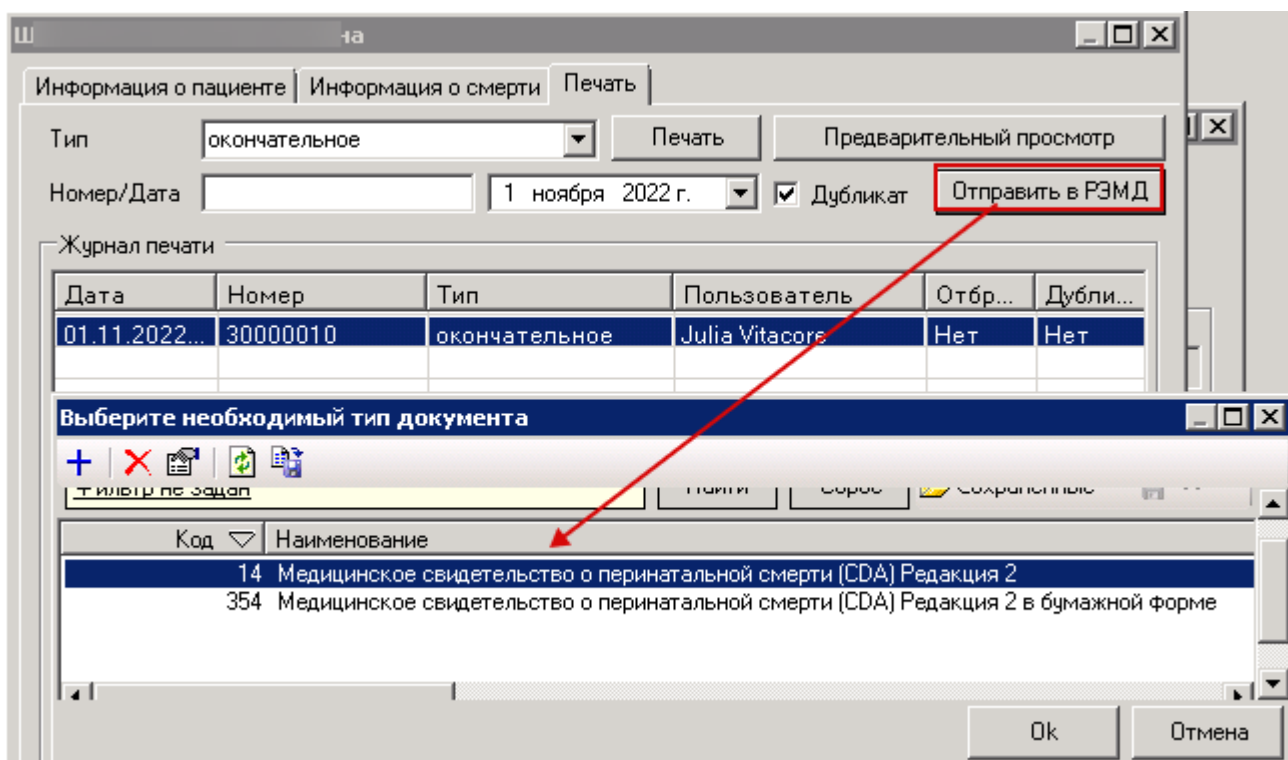 Ш на
Информация о пациенте Информация о смерти Печать
Тип окончательное Печать Предварительный просмотр
Номер/Дата 1 ноября 2022 г. Дубликат Отправить в РЭМД
Журнал печати
Дата Номер Тип Пользователь Отбр... Дубли...
01.11.2022... 30000010 окончательное Julia Vitacore Нет Нет
Выберите необходимый тип документа
Фильтр не задан Найти Сброс Сохраненные
Код Наименование
14 Медицинское свидетельство о перинатальной смерти (CDA) Редакция 2
354 Медицинское свидетельство о перинатальной смерти (CDA) Редакция 2 в бумажной форме
Ok Отмена